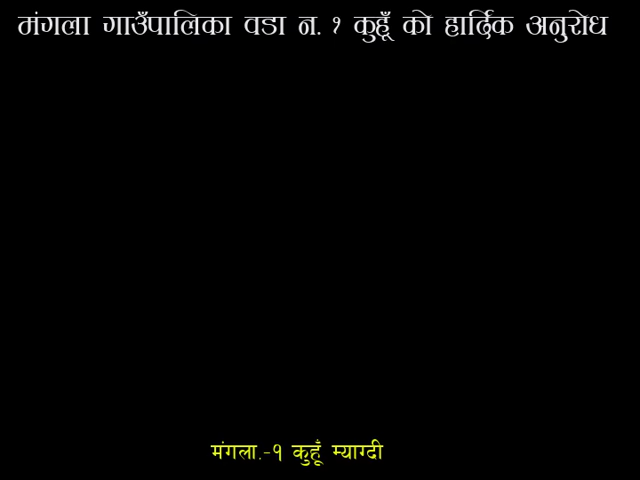 मंगला गाउँपालिका वडा न. १ कुहूँ को हार्दिक अनुरोध
मंगला.-१ कुहूँ म्याग्दी